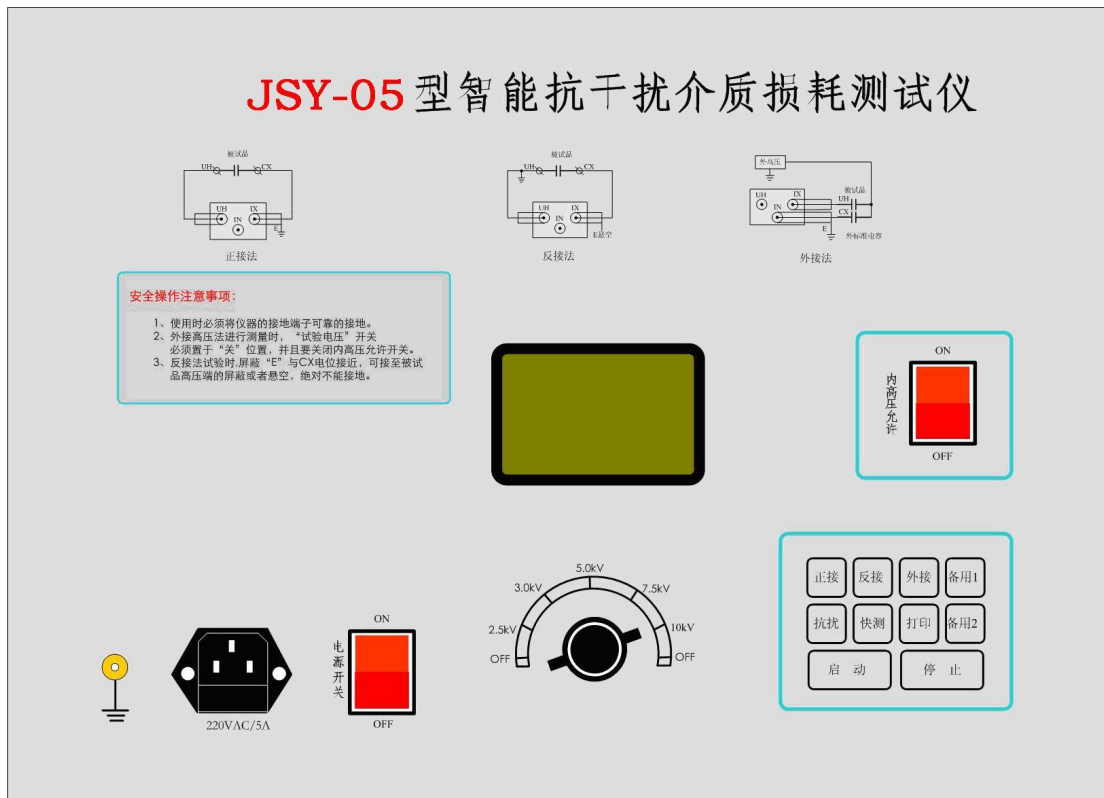 JSY-05型智能抗干扰介质损耗测试仪
被试品
UH CX
UH IN IX
E
正接法
被试品
UH CX
UH IN IX
E悬空
反接法
外高压
UH IN IX
被试品
UH
CX
E
外标准电容
外接法
安全操作注意事项:
1、使用时必须将仪器的接地端子可靠的接地。
2、外接高压法进行测量时，“试验电压”开关
必须置于“关”位置，并且要关闭内高压允许开关。
3、反接法试验时,屏蔽“E”与CX电位接近，可接至被试
品高压端的屏蔽或者悬空，绝对不能接地。
ON
内高压允许
OFF
5.0kV
3.0kV 7.5kV
2.5kV 10kV
OFF OFF
正接 反接 外接 备用1
抗扰 快测 打印 备用2
启 动 停 止
220VAC/5A
ON
电源开关
OFF